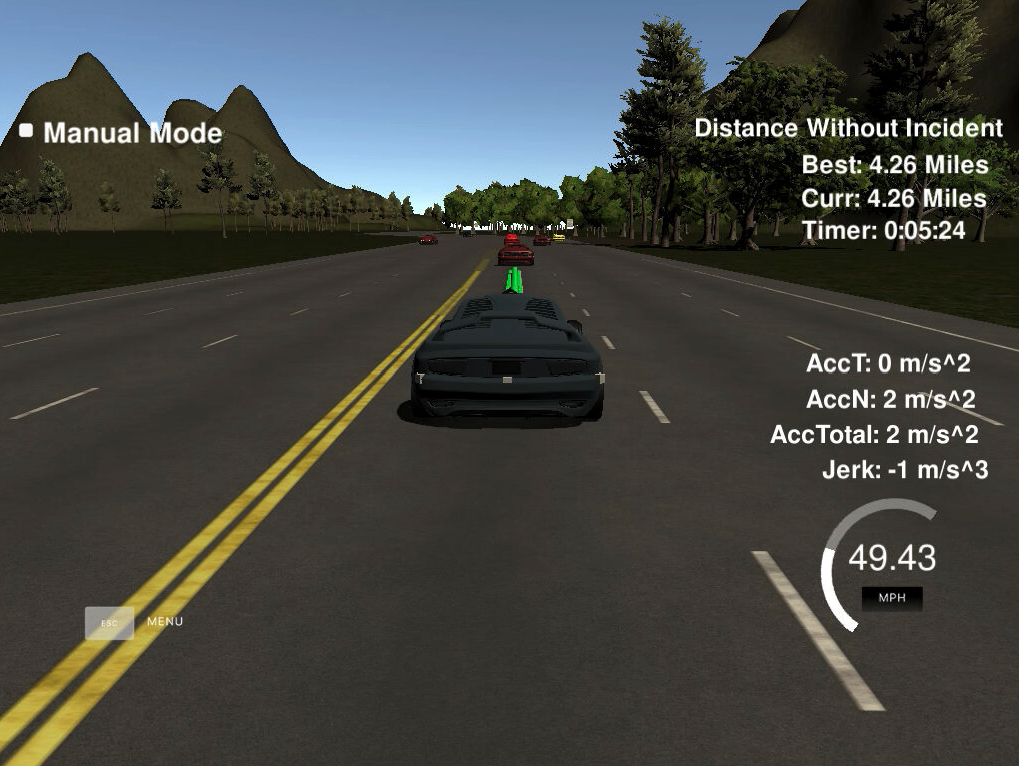 Manual Mode
Distance Without Incident
Best: 4.26 Miles
Curr: 4.26 Miles
Timer: 0:05:24
AccT: 0 m/s^2
AccN: 2 m/s^2
AccTotal: 2 m/s^2
Jerk: -1 m/s^3
49.43
MPH
ESC MENU